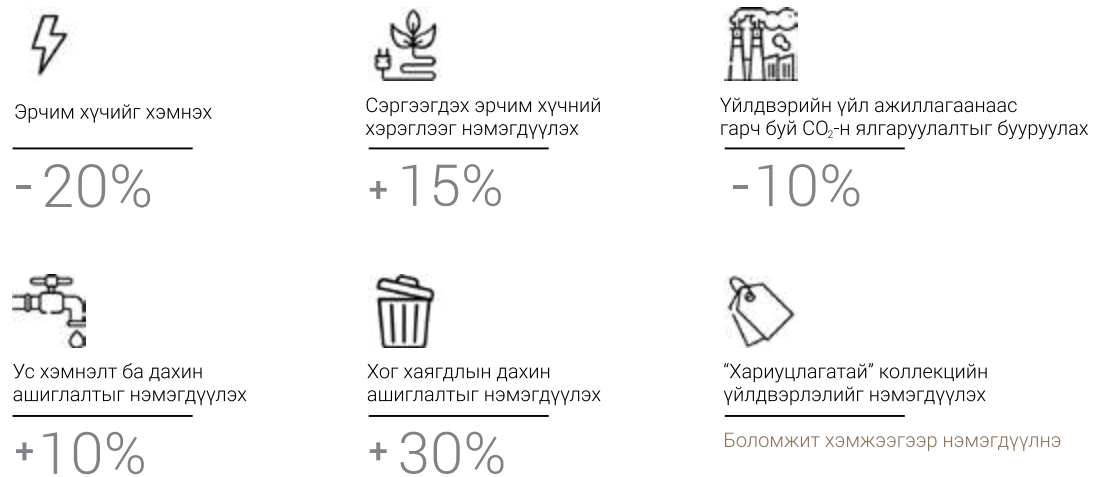 Эрчим хүчийг хэмнэх
- 20%
Сэргээгдэх эрчим хүчний
хэрэглээг нэмэгдүүлэх
+ 15%
Үйлдвэрийн үйл ажиллагаанаас
гарч буй CO₂-н ялгаруулалтыг бууруулах
-10%
Ус хэмнэлт ба дахин
ашиглалтыг нэмэгдүүлэх
+10%
Хог хаягдлын дахин
ашиглалтыг нэмэгдүүлэх
+ 30%
“Хариуцлагатай” коллекцийн
үйлдвэрлэлийг нэмэгдүүлэх
Боломжит хэмжээгээр нэмэгдүүлнэ